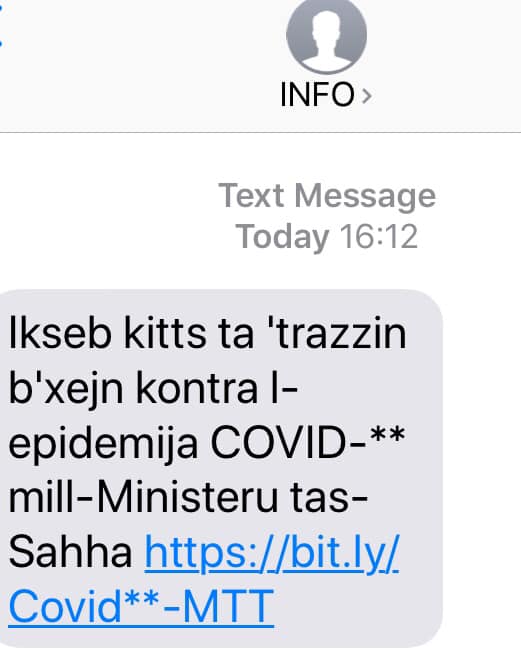 INFO
Text Message
Today 16:12
Ikseb kitts ta 'trazzin
b'xejn kontra l-
epidemija COVID-**
mill-Ministeru tas-
Sahha https://bit.ly/
Covid**-MTT